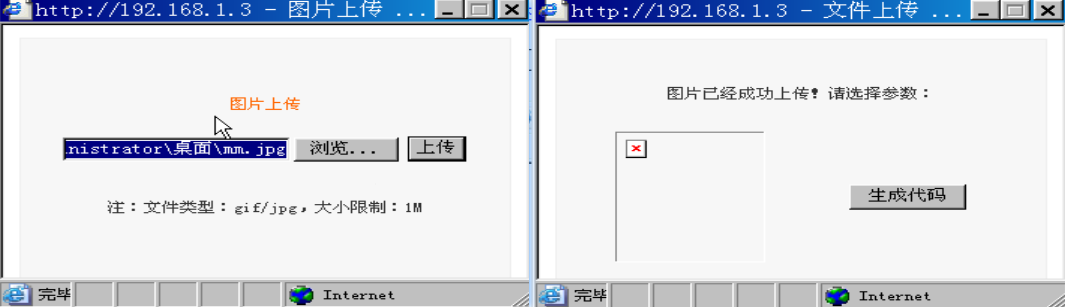 http://192.168.1.3 - 图片上传 ...
图片上传
nistrator\桌面\mm.jpg 浏览... 上传
注：文件类型：gif/jpg，大小限制：1M
完毕 Internet
http://192.168.1.3 - 文件上传 ...
图片已经成功上传！请选择参数：
生成代码
完毕 Internet